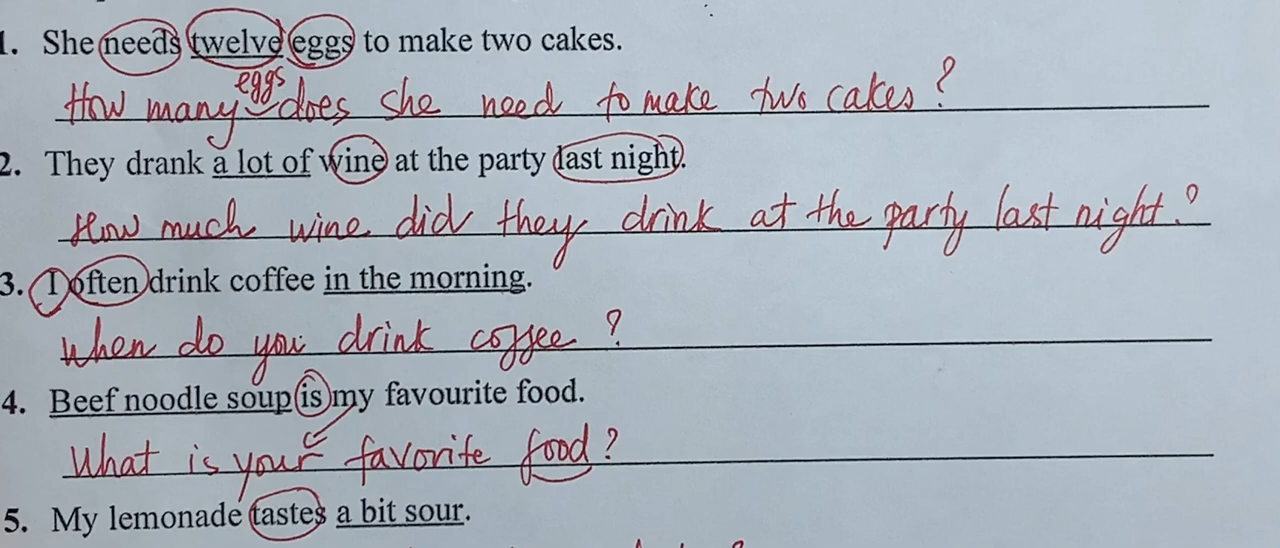 1. She needs twelve eggs to make two cakes.
How many eggs does she need to make two cakes?
2. They drank a lot of wine at the party last night.
How much wine did they drink at the party last night?
3. I often drink coffee in the morning.
When do you drink coffee?
4. Beef noodle soup is my favourite food.
What is your favorite food?
5. My lemonade tastes a bit sour.